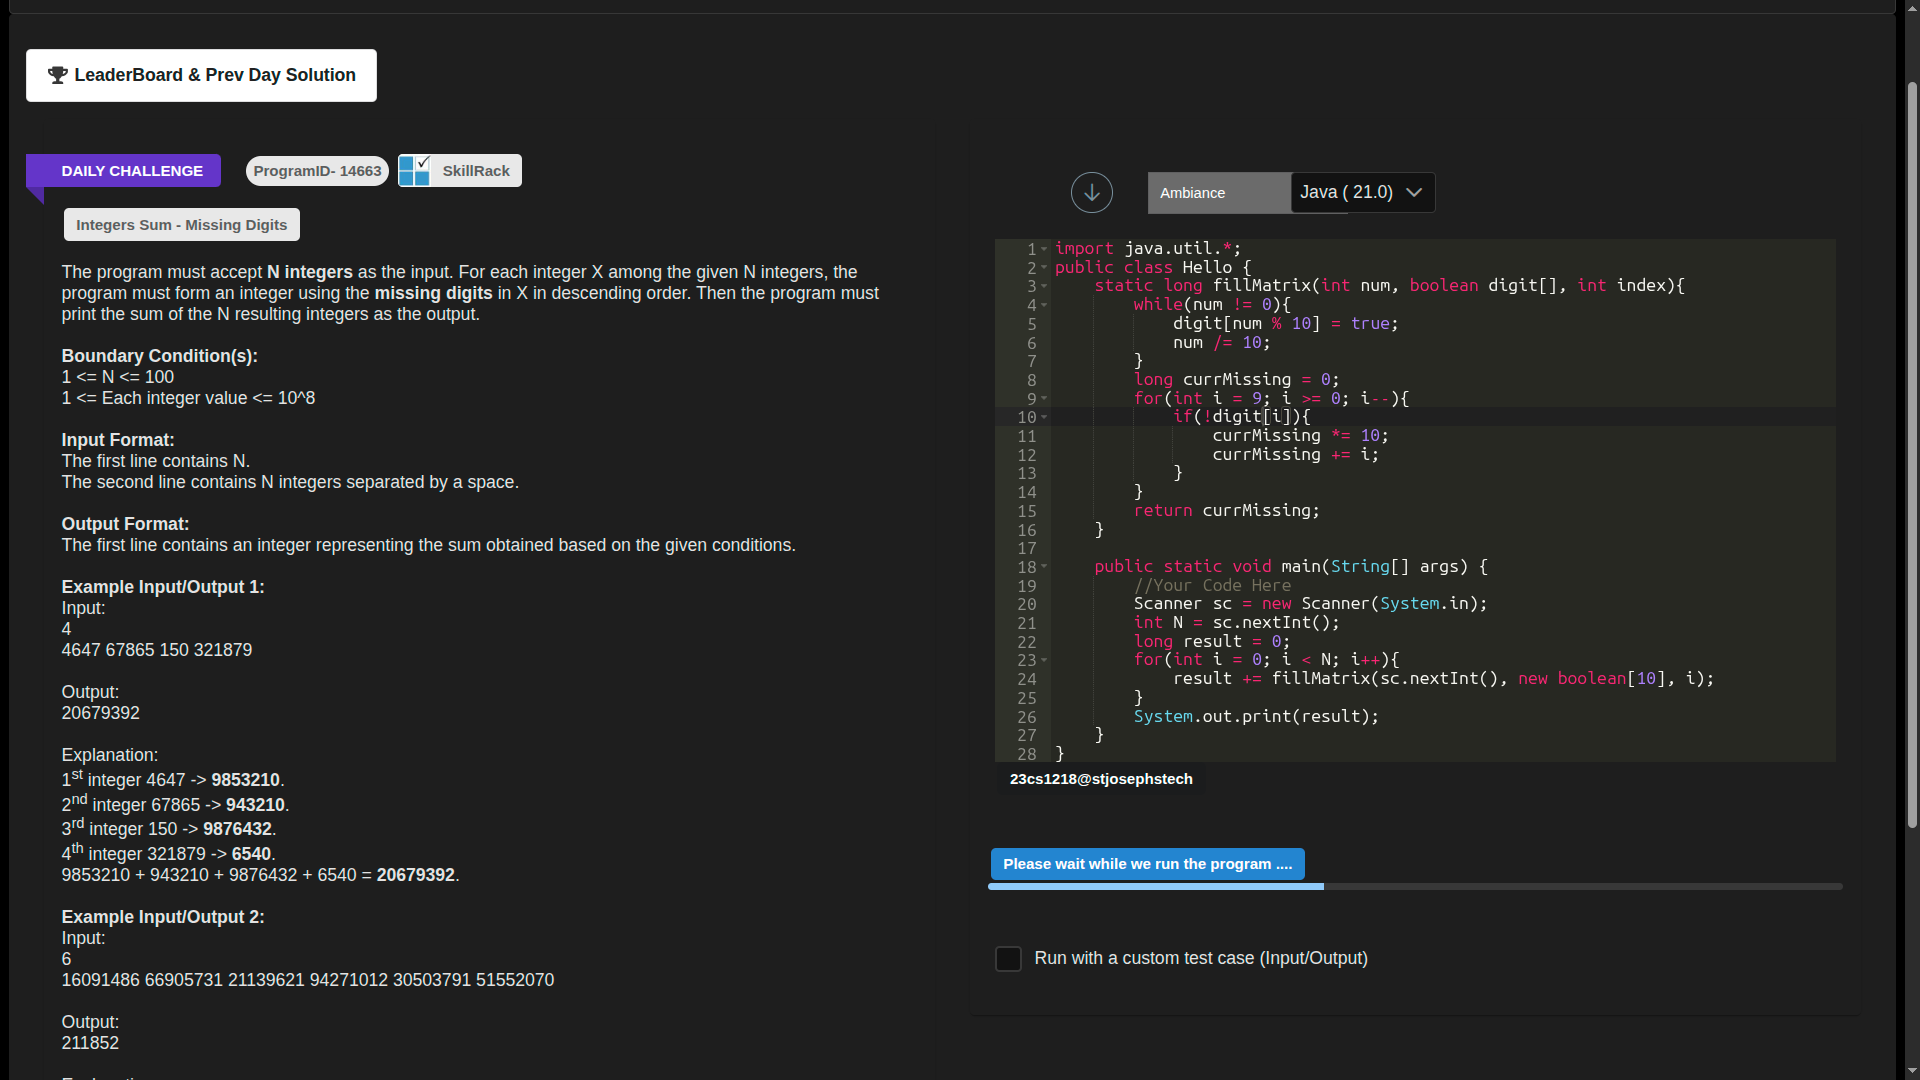 LeaderBoard & Prev Day Solution
DAILY CHALLENGE
ProgramID- 14663
SkillRack
Integers Sum - Missing Digits
The program must accept N integers as the input. For each integer X among the given N integers, the
program must form an integer using the missing digits in X in descending order. Then the program must
print the sum of the N resulting integers as the output.
Boundary Condition(s):
1 <= N <= 100
1 <= Each integer value <= 10^8
Input Format:
The first line contains N.
The second line contains N integers separated by a space.
Output Format:
The first line contains an integer representing the sum obtained based on the given conditions.
Example Input/Output 1:
Input:
4
4647 67865 150 321879
Output:
20679392
Explanation:
1st integer 4647 -> 9853210.
2nd integer 67865 -> 943210.
3rd integer 150 -> 9876432.
4th integer 321879 -> 6540.
9853210 + 943210 + 9876432 + 6540 = 20679392.
Example Input/Output 2:
Input:
6
16091486 66905731 21139621 94271012 30503791 51552070
Output:
211852
Ambiance
Java ( 21.0)
1 import java.util.*;
2 public class Hello {
3     static long fillMatrix(int num, boolean digit[], int index){
4         while(num != 0){
5             digit[num % 10] = true;
6             num /= 10;
7         }
8         long currMissing = 0;
9         for(int i = 9; i >= 0; i--){
10             if(!digit[i]){
11                 currMissing *= 10;
12                 currMissing += i;
13             }
14         }
15         return currMissing;
16     }
17
18     public static void main(String[] args) {
19         //Your Code Here
20         Scanner sc = new Scanner(System.in);
21         int N = sc.nextInt();
22         long result = 0;
23         for(int i = 0; i < N; i++){
24             result += fillMatrix(sc.nextInt(), new boolean[10], i);
25         }
26         System.out.print(result);
27     }
28 }
23cs1218@stjosephstech
Please wait while we run the program ....
Run with a custom test case (Input/Output)